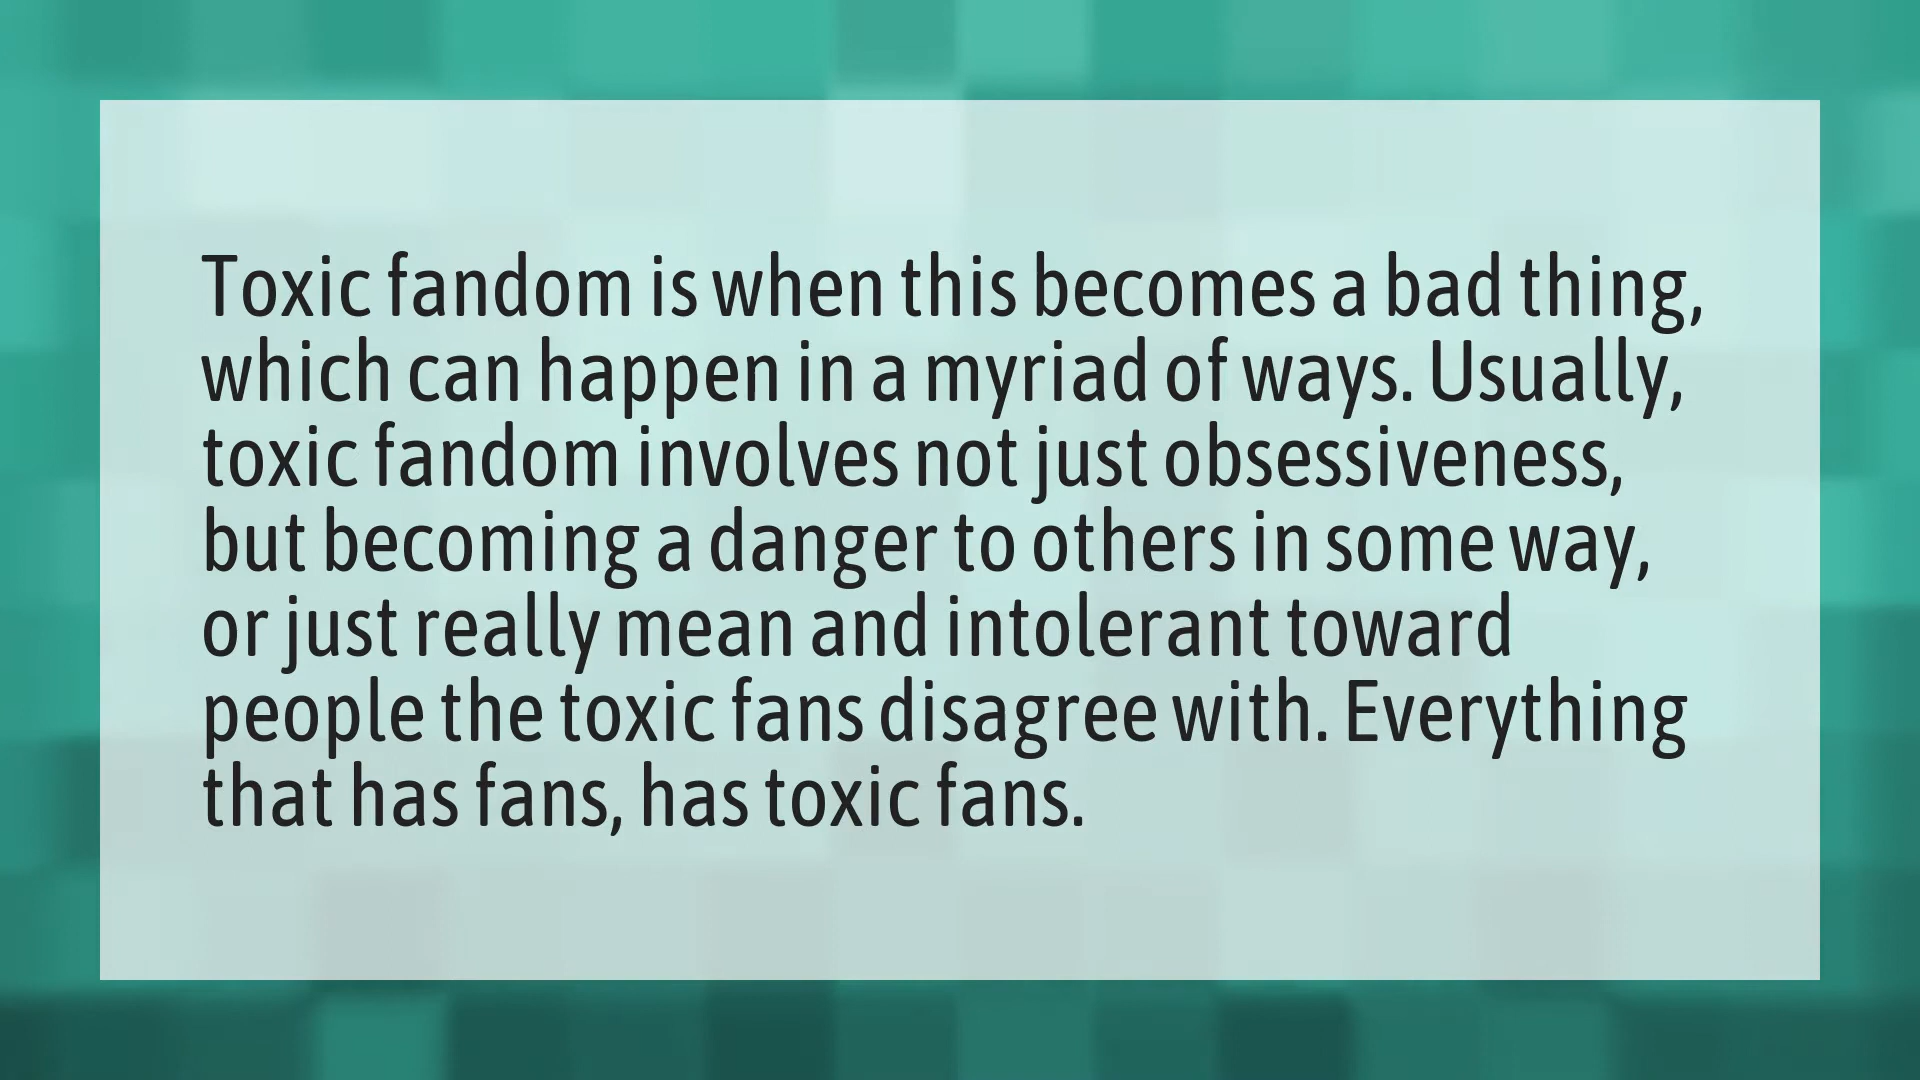 Toxic fandom is when this becomes a bad thing,
which can happen in a myriad of ways. Usually,
toxic fandom involves not just obsessiveness,
but becoming a danger to others in some way,
or just really mean and intolerant toward
people the toxic fans disagree with. Everything
that has fans, has toxic fans.